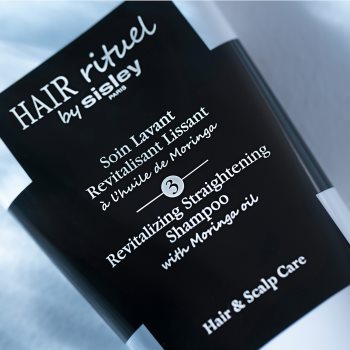 HAIR rituel
by sisley
PARIS
Soin Lavant
Revitalisant Lissant
à l'huile de Moringa
3
Revitalizing Straightening
Shampoo
with Moringa oil
Hair & Scalp Care